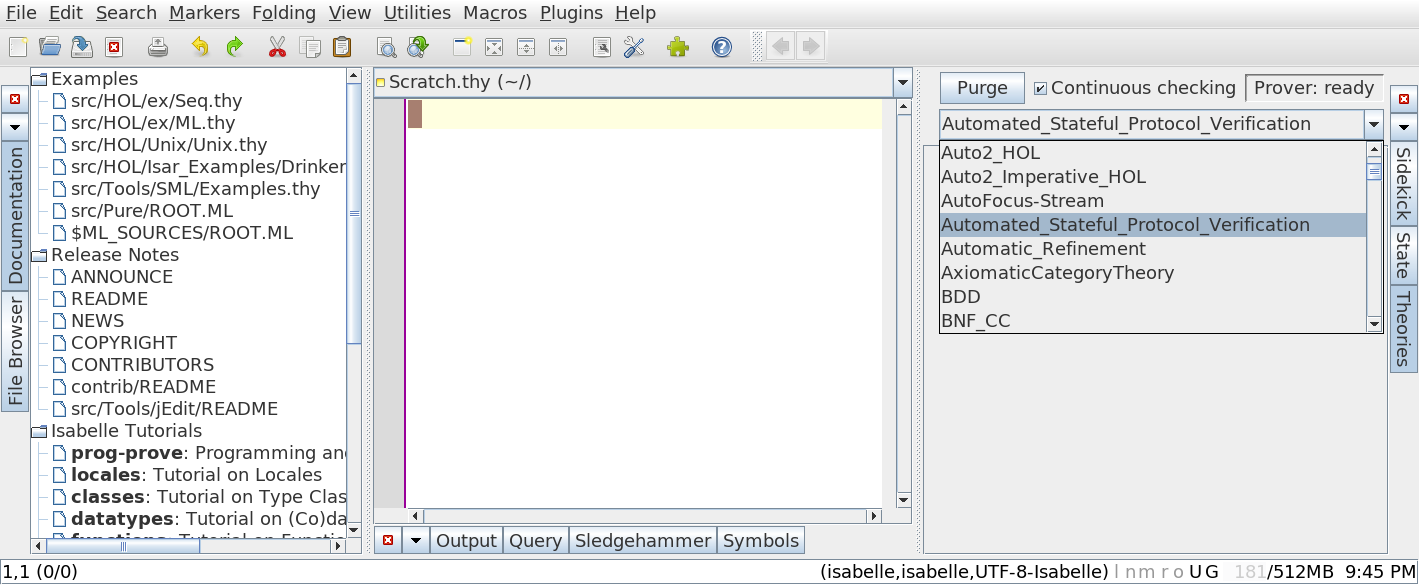 File Edit Search Markers Folding View Utilities Macros Plugins Help
Documentation
File Browser
Examples
src/HOL/ex/Seq.thy
src/HOL/ex/ML.thy
src/HOL/Unix/Unix.thy
src/HOL/Isar_Examples/Drinker
src/Tools/SML/Examples.thy
src/Pure/ROOT.ML
$ML_SOURCES/ROOT.ML
Release Notes
ANNOUNCE
README
NEWS
COPYRIGHT
CONTRIBUTORS
contrib/README
src/Tools/jEdit/README
Isabelle Tutorials
prog-prove: Programming an
locales: Tutorial on Locales
classes: Tutorial on Type Clas
datatypes: Tutorial on (Co)da
functions: Tutorial on Functio
Scratch.thy (~/)
Output Query Sledgehammer Symbols
Purge Continuous checking Prover: ready
Automated_Stateful_Protocol_Verification
Auto2_HOL
Auto2_Imperative_HOL
AutoFocus-Stream
Automated_Stateful_Protocol_Verification
Automatic_Refinement
AxiomaticCategoryTheory
BDD
BNF_CC
Sidekick
State
Theories
1,1 (0/0) (isabelle,isabelle,UTF-8-Isabelle) l n m r o U G 181/512MB 9:45 PM